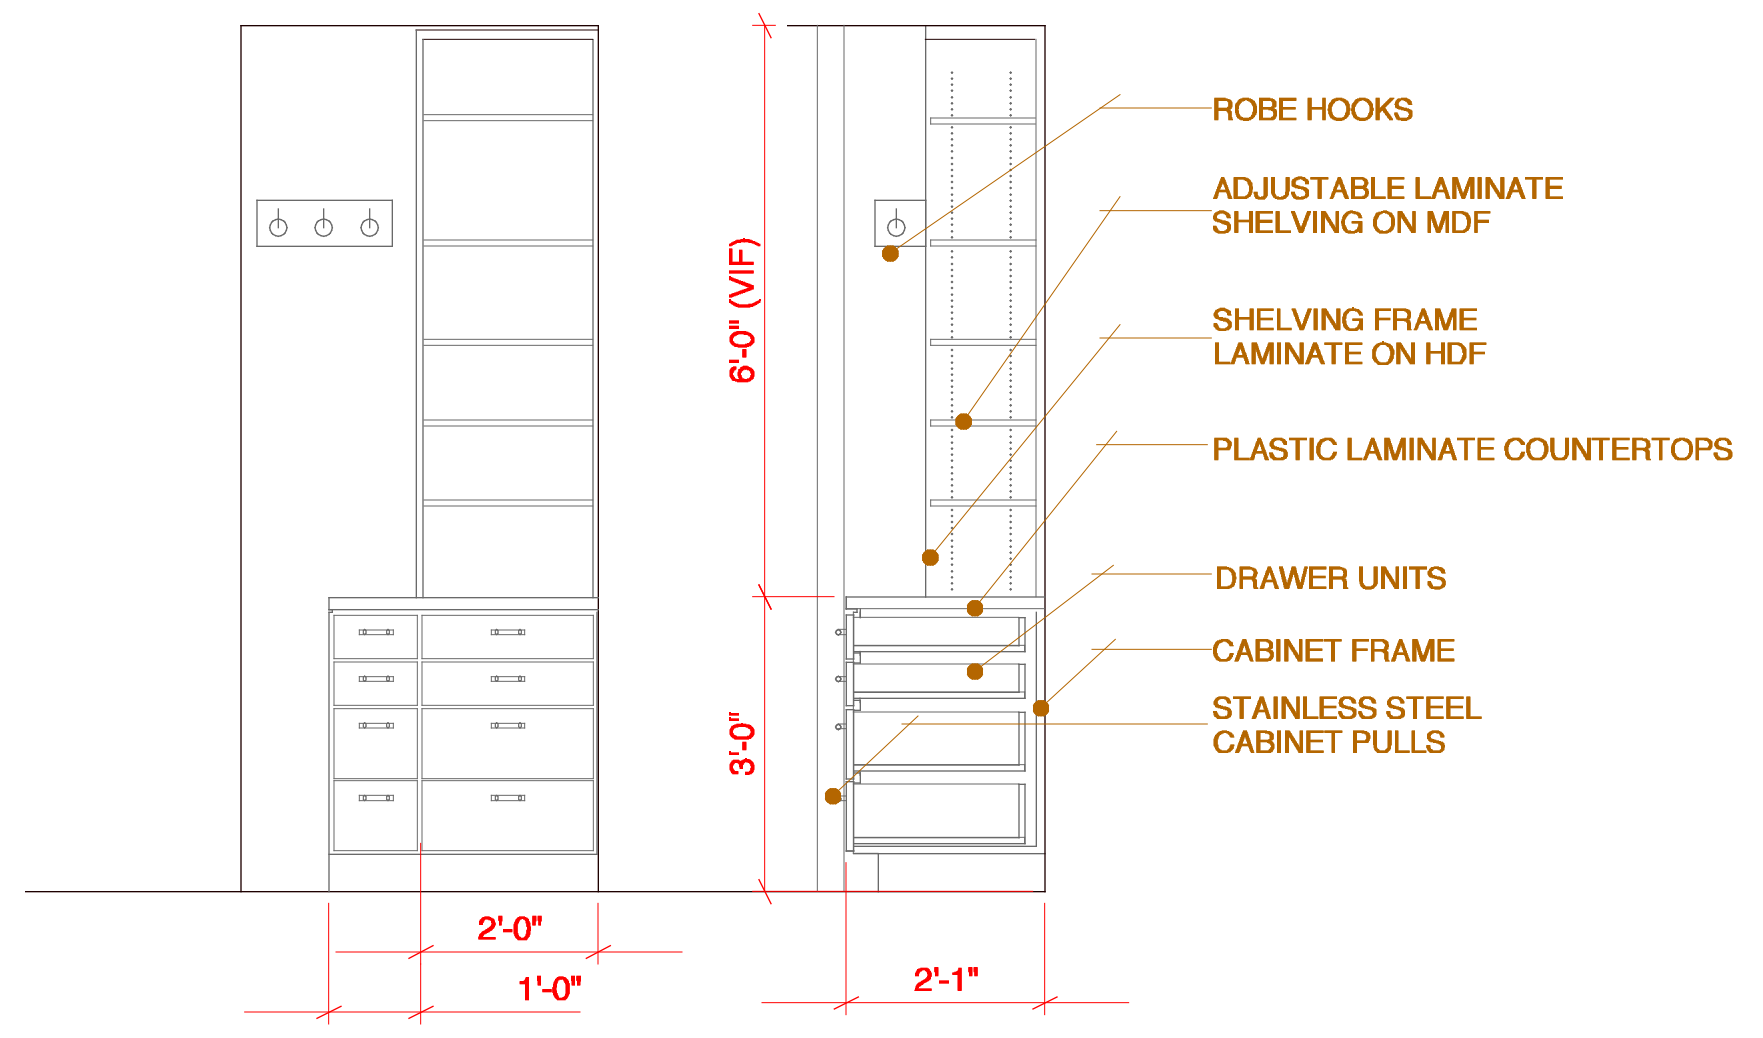 ROBE HOOKS
ADJUSTABLE LAMINATE
SHELVING ON MDF
6'-0" (VIF)
SHELVING FRAME
LAMINATE ON HDF
PLASTIC LAMINATE COUNTERTOPS
DRAWER UNITS
CABINET FRAME
3'-0"
STAINLESS STEEL
CABINET PULLS
2'-0"
1'-0"
2'-1"